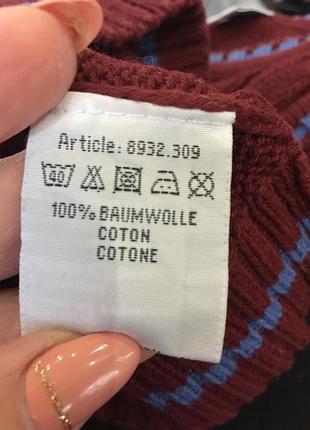 Article: 8932.309
40
100% BAUMWOLLE
COTON
COTONE